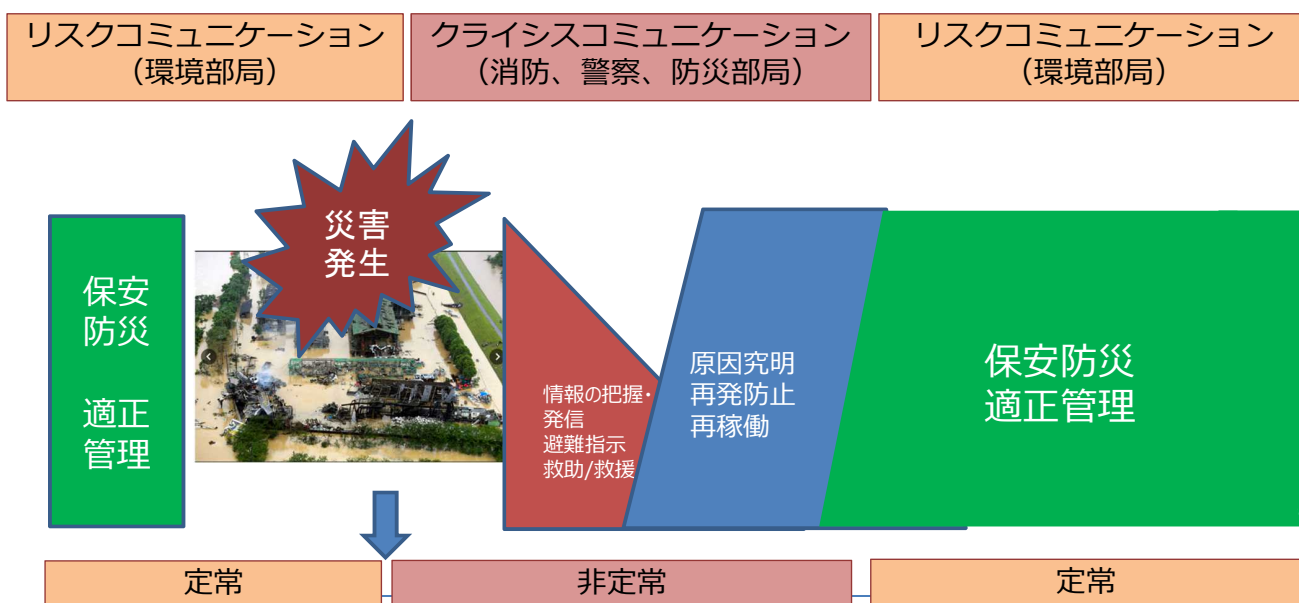 リスクコミュニケーション
（環境部局）
クライシスコミュニケーション
（消防、警察、防災部局）
リスクコミュニケーション
（環境部局）
災害
発生
保安
防災
適正
管理
情報の把握・
発信
避難指示
救助/救援
原因究明
再発防止
再稼働
保安防災
適正管理
定常
非定常
定常